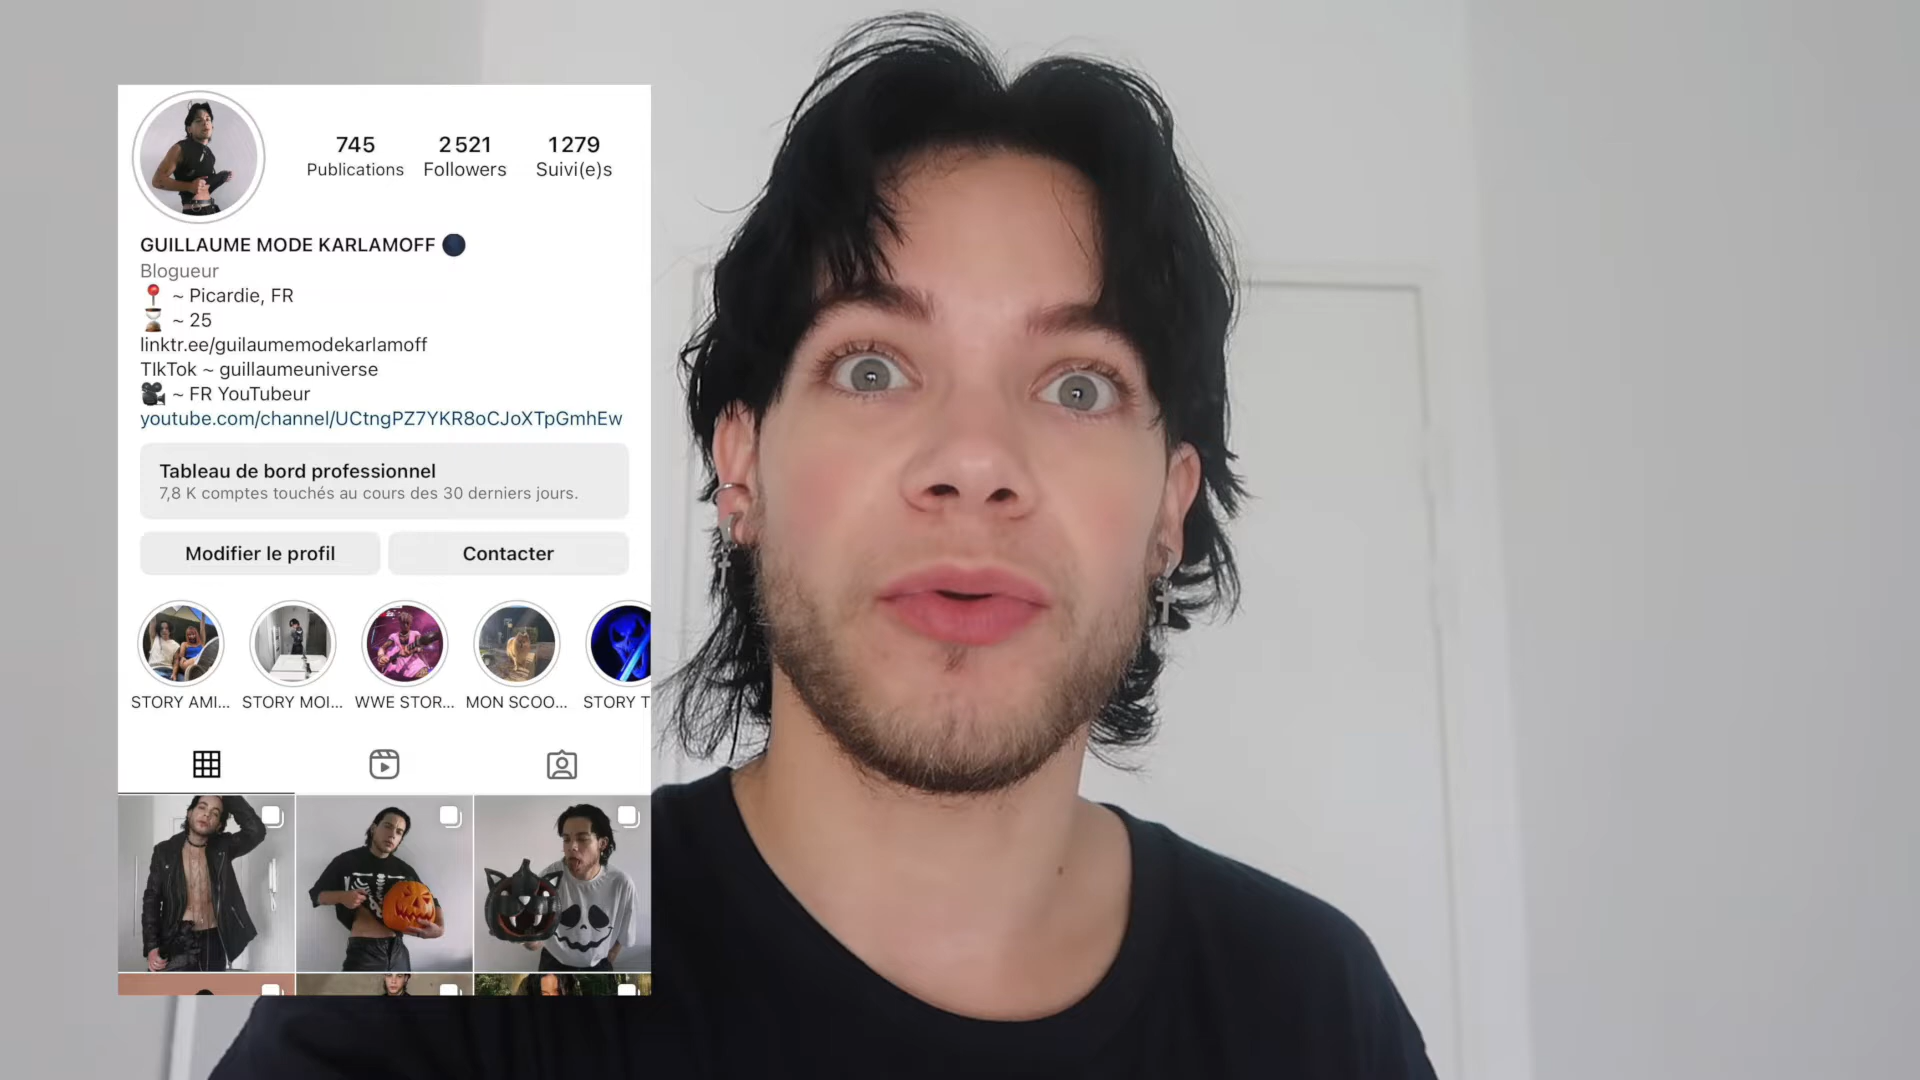 745 2 521 1 279
Publications Followers Suivi(e)s
GUILLAUME MODE KARLAMOFF
Blogueur
~ Picardie, FR
~ 25
linktr.ee/guilaumemodekarlamoff
TIkTok ~ guillaumeuniverse
~ FR YouTubeur
youtube.com/channel/UCtngPZ7YKR8oCJoXTpGmhEw
Tableau de bord professionnel
7,8 K comptes touchés au cours des 30 derniers jours.
Modifier le profil Contacter
STORY AMI... STORY MOI... WWE STOR... MON SCOO... STORY T